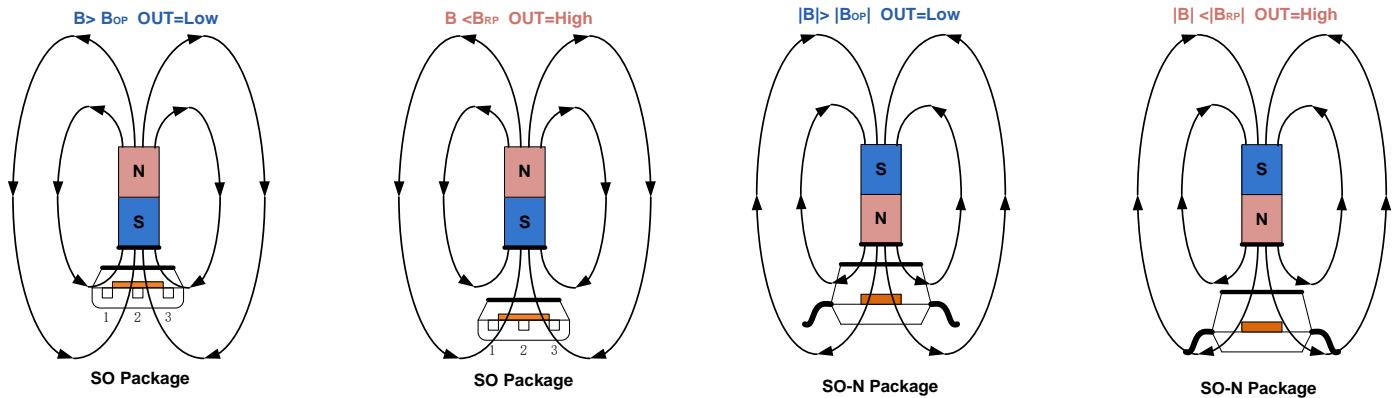 B> BOP OUT=Low
N
S
1 2 3
SO Package
B <BRP OUT=High
N
S
1 2 3
SO Package
|B|> |BOP| OUT=Low
S
N
SO-N Package
|B| <|BRP| OUT=High
S
N
SO-N Package